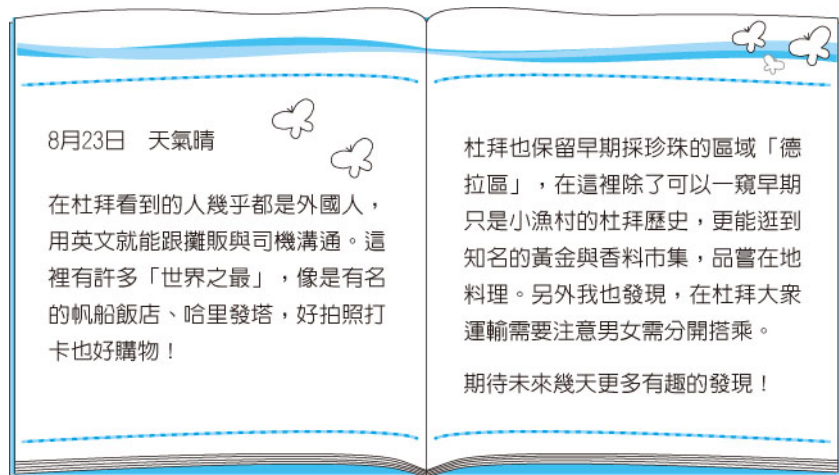 8月23日　天氣晴
在杜拜看到的人幾乎都是外國人，
用英文就能跟攤販與司機溝通。這
裡有許多「世界之最」，像是有名
的帆船飯店、哈里發塔，好拍照打
卡也好購物！
杜拜也保留早期採珍珠的區域「德
拉區」，在這裡除了可以一窺早期
只是小漁村的杜拜歷史，更能逛到
知名的黃金與香料市集，品嘗在地
料理。另外我也發現，在杜拜大眾
運輸需要注意男女需分開搭乘。
期待未來幾天更多有趣的發現！